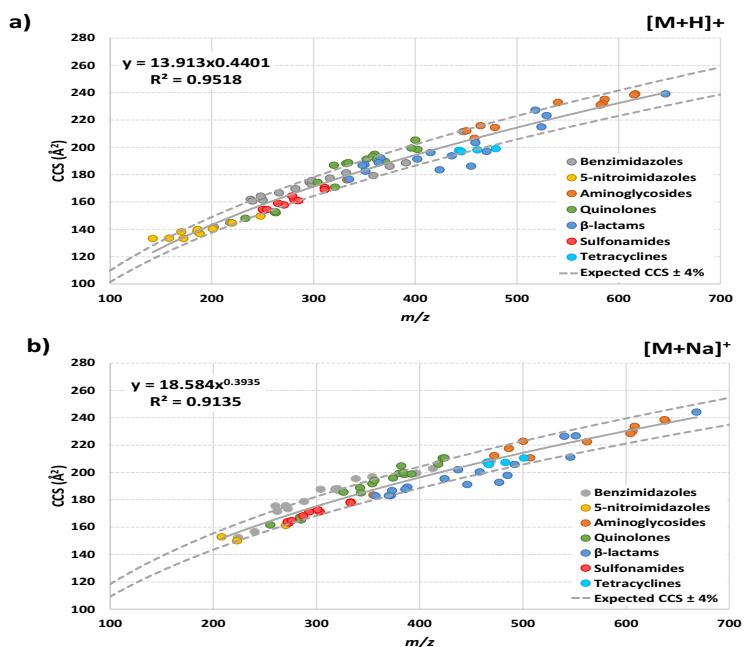 a)
[M+H]+
280
260
240
220
200
180
160
140
120
100
CCS (Å²)
y = 13.913x0.4401
R² = 0.9518
Benzimidazoles
5-nitroimidazoles
Aminoglycosides
Quinolones
β-lactams
Sulfonamides
Tetracyclines
Expected CCS ± 4%
100 200 300 400 500 600 700
m/z
b)
[M+Na]⁺
280
260
240
220
200
180
160
140
120
100
CCS (Å²)
y = 18.584x^0.3935
R² = 0.9135
Benzimidazoles
5-nitroimidazoles
Aminoglycosides
Quinolones
β-lactams
Sulfonamides
Tetracyclines
Expected CCS ± 4%
100 200 300 400 500 600 700
m/z